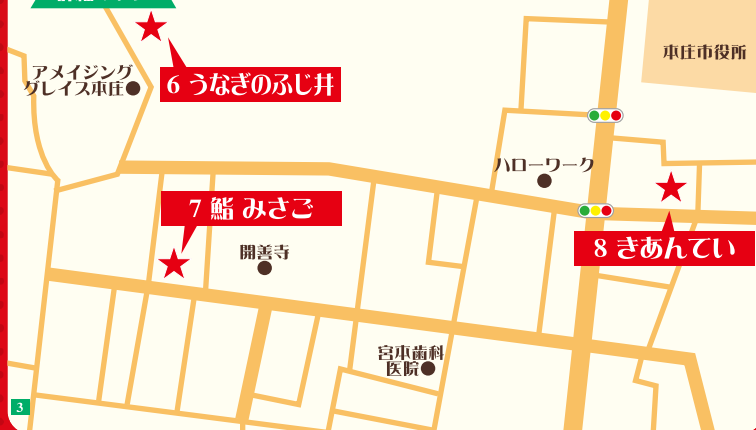 本庄市役所
アメイジング
グレイス本庄
6 うなぎのふじ井
ハローワーク
7 鮨 みさご
8 きあんてい
開善寺
宮本歯科
医院
3